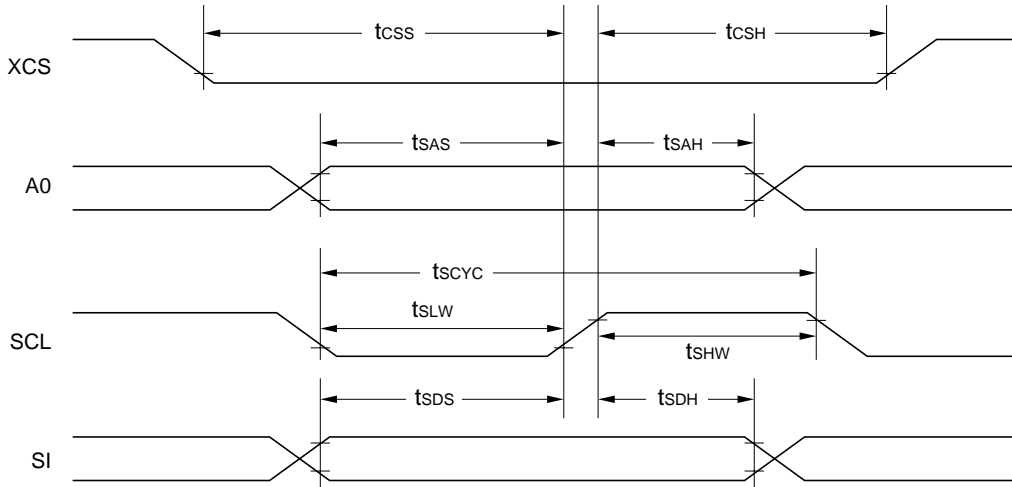 tCSS
tCSH
XCS
tSAS
tSAH
A0
tSCYC
tSLW
SCL
tSHW
tSDS
tSDH
SI